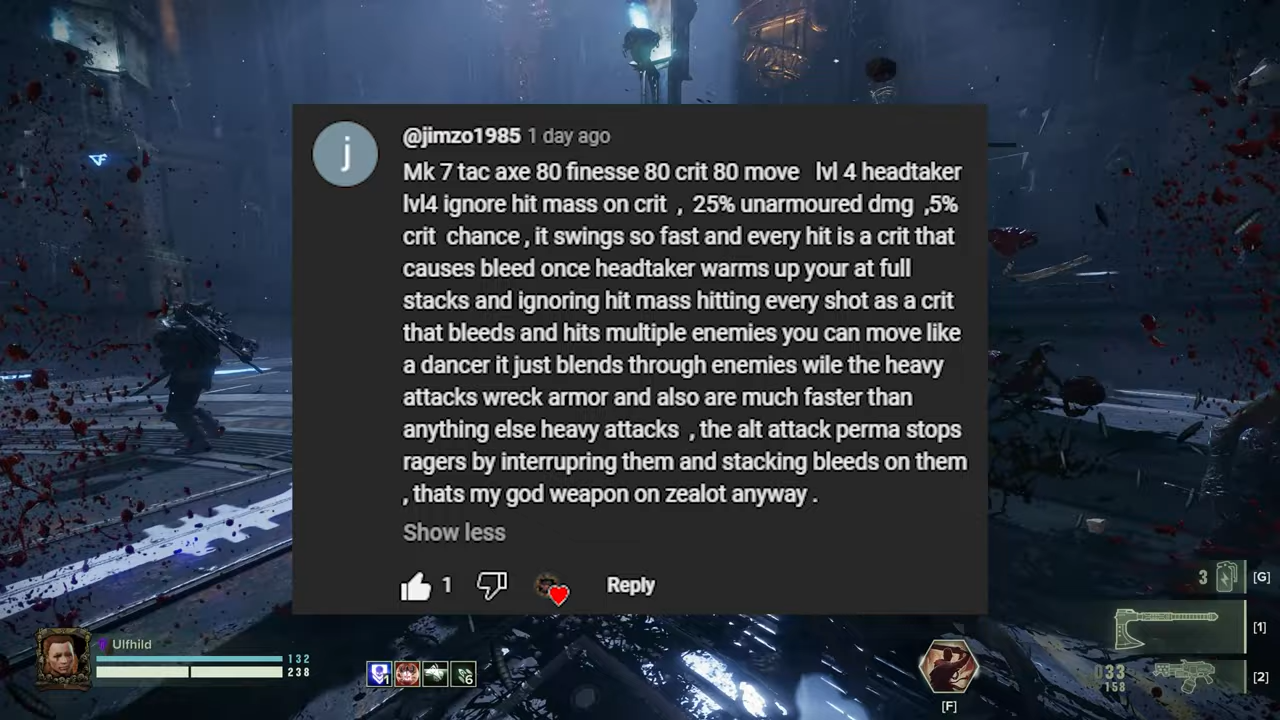 @jimzo1985 1 day ago
j
Mk 7 tac axe 80 finesse 80 crit 80 move lvl 4 headtaker
lvl4 ignore hit mass on crit , 25% unarmoured dmg ,5%
crit chance , it swings so fast and every hit is a crit that
causes bleed once headtaker warms up your at full
stacks and ignoring hit mass hitting every shot as a crit
that bleeds and hits multiple enemies you can move like
a dancer it just blends through enemies wile the heavy
attacks wreck armor and also are much faster than
anything else heavy attacks , the alt attack perma stops
ragers by interrupring them and stacking bleeds on them
, thats my god weapon on zealot anyway .
Show less
1 Reply
3 [G]
[1]
Ulfhild
132
238
1
6
033
158
[2]
[F]